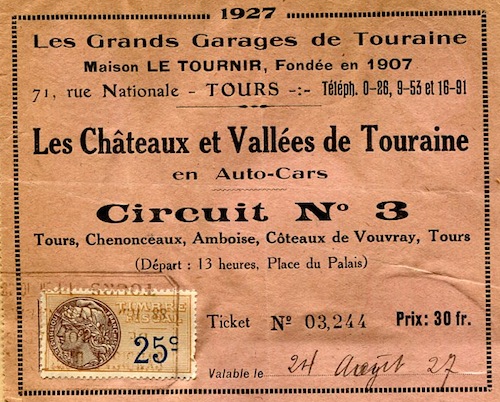 1927
Les Grands Garages de Touraine
Maison LE TOURNIR, Fondée en 1907
71, rue Nationale - TOURS -:- Téléph. 0-26, 9-53 et 16-91
Les Châteaux et Vallées de Touraine
en Auto-Cars
Circuit Nº 3
Tours, Chenonceaux, Amboise, Côteaux de Vouvray, Tours
(Départ : 13 heures, Place du Palais)
Ticket Nº 03,244 Prix: 30 fr.
25c
Valable le 24 Août 27